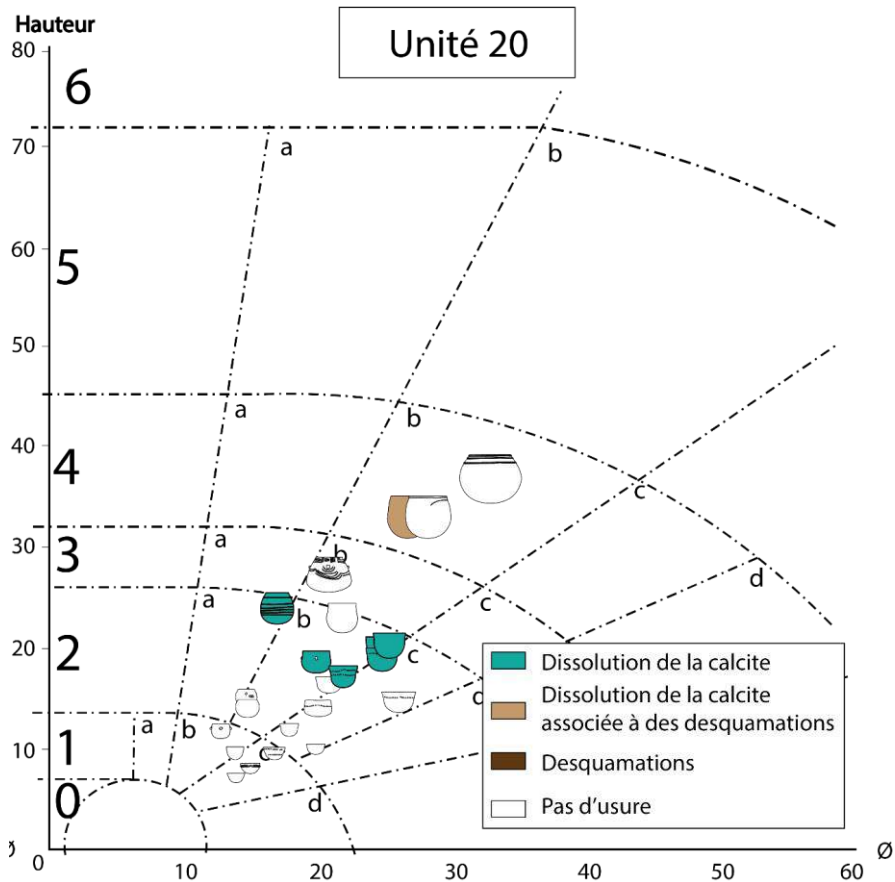 Hauteur
Unité 20
80
6
70
a
b
60
5
50
a
b
40
4
c
30
3
a
b
d
a
c
b
20
2
c
d
a
b
10
1
c
0
d
Dissolution de la calcite
Dissolution de la calcite
associée à des desquamations
Desquamations
Pas d'usure
Ø
0
10
20
30
40
50
60
Ø